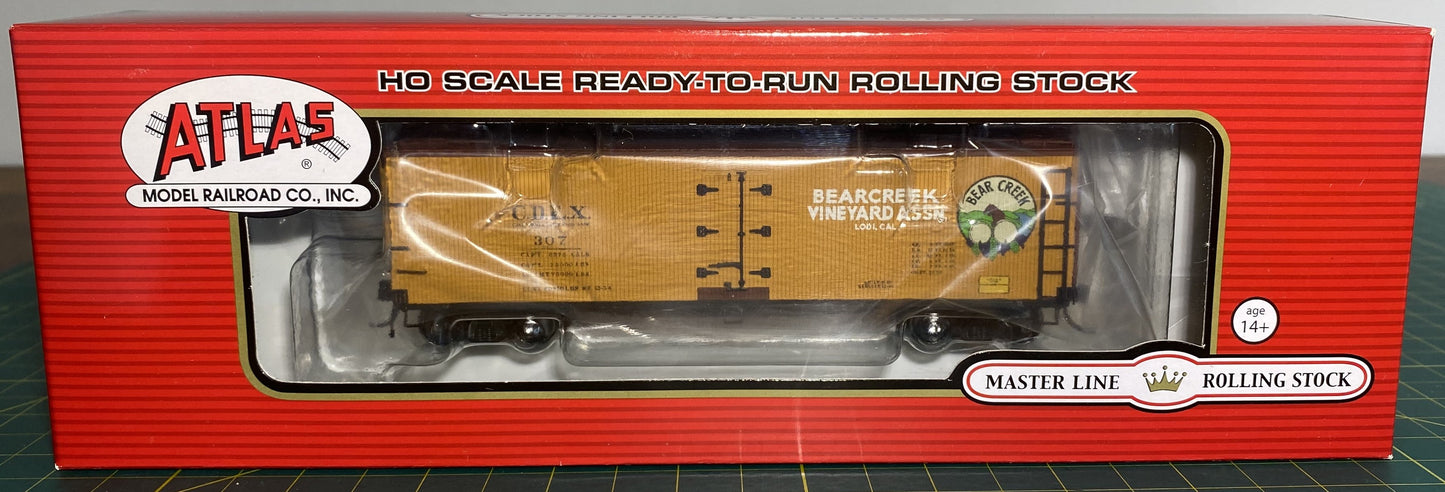 HO SCALE READY-TO-RUN ROLLING STOCK
ATLAS
®
MODEL RAILROAD CO., INC.
307
BEARCREEK
VINEYARD ASSN.
LODI, CAL
BEAR CREEK
age
14+
MASTER LINE ROLLING STOCK